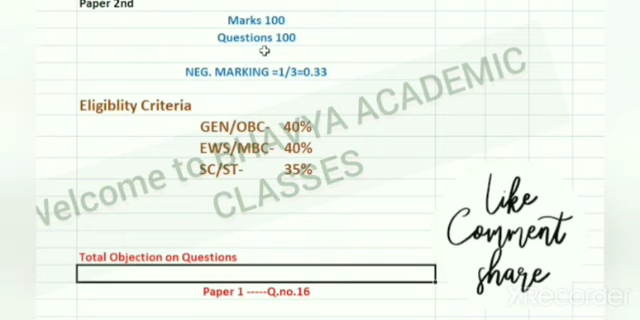 Paper 2nd
Marks 100
Questions 100
NEG. MARKING =1/3=0.33
Eligiblity Criteria
GEN/OBC- 40%
EWS/MBC- 40%
SC/ST- 35%
Welcome to BHAVYA ACADEMIC
CLASSES
Total Objection on Questions
Paper 1 -----Q.no.16
like
Comment
share
XRecorder